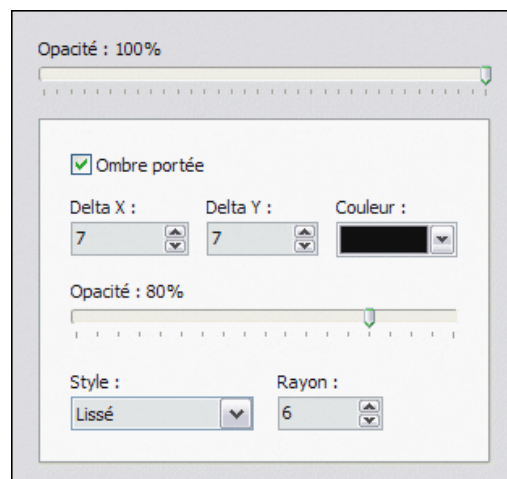 Opacité : 100%
Ombre portée
Delta X : Delta Y : Couleur :
7 7
Opacité : 80%
Style : Rayon :
Lissé 6